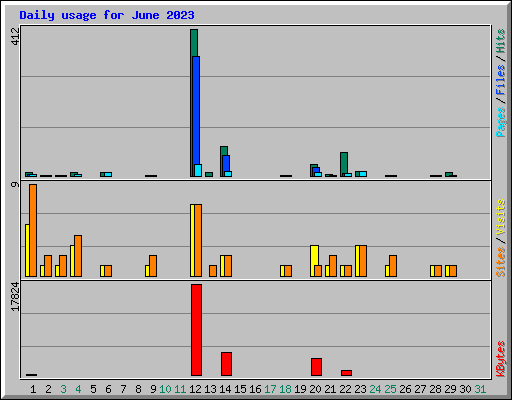 Daily usage for June 2023
412
Pages / Files / Hits
9
Sites / Visits
17824
KBytes
1 2 3 4 5 6 7 8 9 10 11 12 13 14 15 16 17 18 19 20 21 22 23 24 25 26 27 28 29 30 31